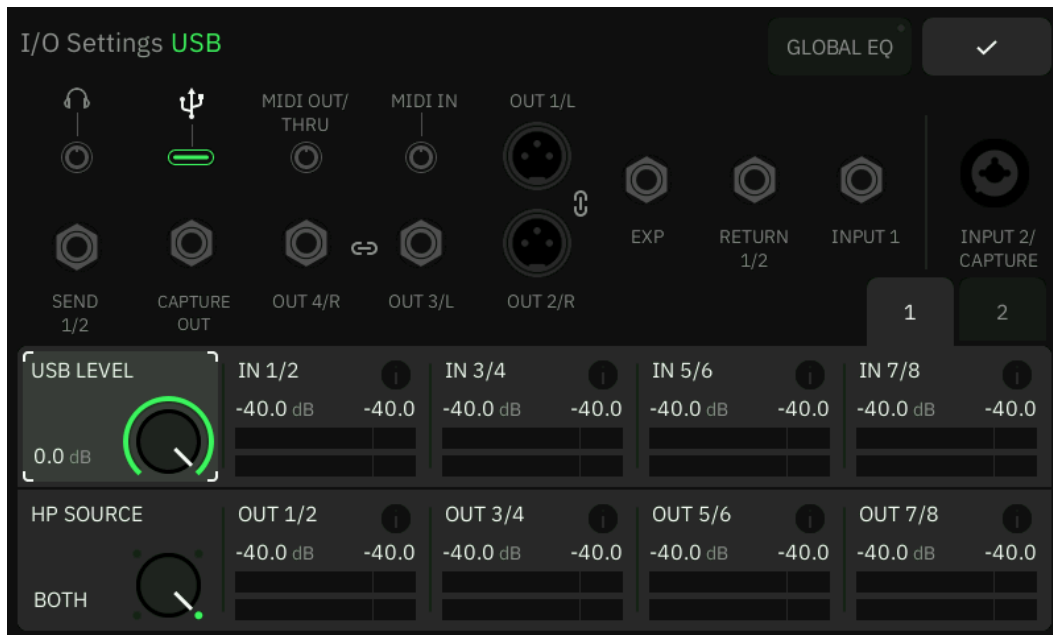 I/O Settings USB
GLOBAL EQ
MIDI OUT/
THRU
MIDI IN
OUT 1/L
EXP
RETURN
1/2
INPUT 1
INPUT 2/
CAPTURE
SEND
1/2
CAPTURE
OUT
OUT 4/R
OUT 3/L
OUT 2/R
1
2
USB LEVEL
0.0 dB
IN 1/2
-40.0 dB -40.0
IN 3/4
-40.0 dB -40.0
IN 5/6
-40.0 dB -40.0
IN 7/8
-40.0 dB -40.0
HP SOURCE
BOTH
OUT 1/2
-40.0 dB -40.0
OUT 3/4
-40.0 dB -40.0
OUT 5/6
-40.0 dB -40.0
OUT 7/8
-40.0 dB -40.0